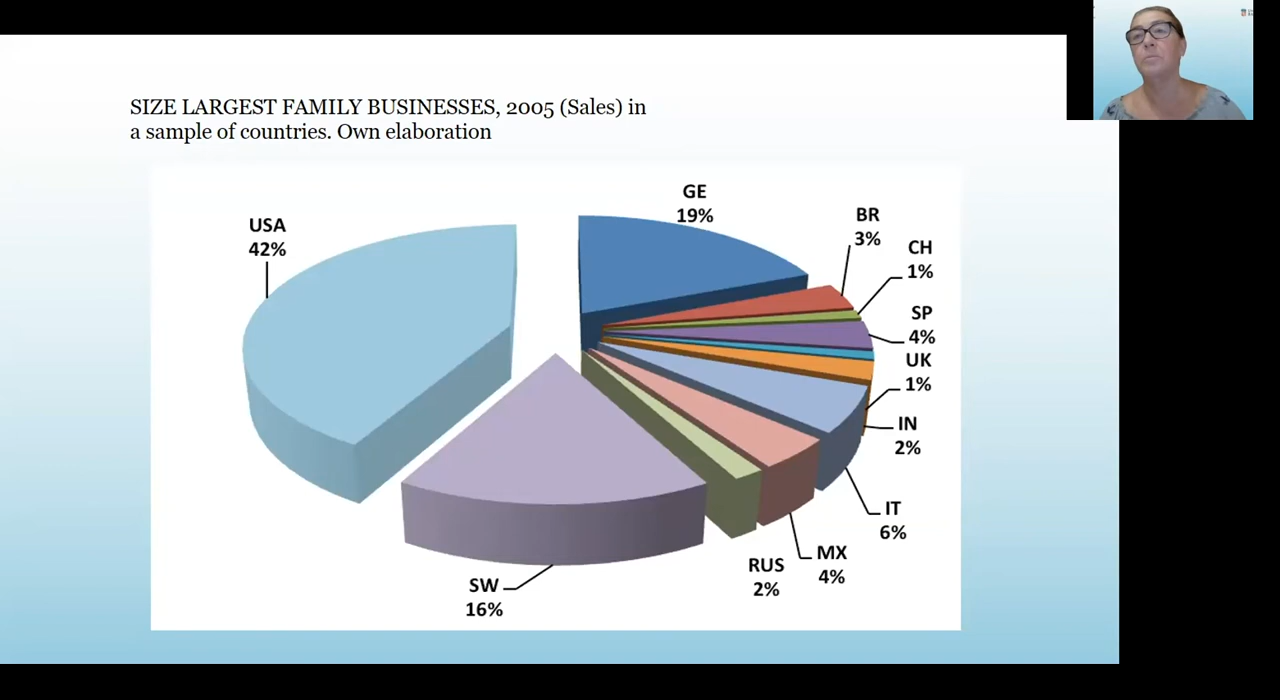 SIZE LARGEST FAMILY BUSINESSES, 2005 (Sales) in
a sample of countries. Own elaboration
USA
42%
GE
19%
BR
3%
CH
1%
SP
4%
UK
1%
IN
2%
IT
6%
MX
4%
RUS
2%
SW
16%